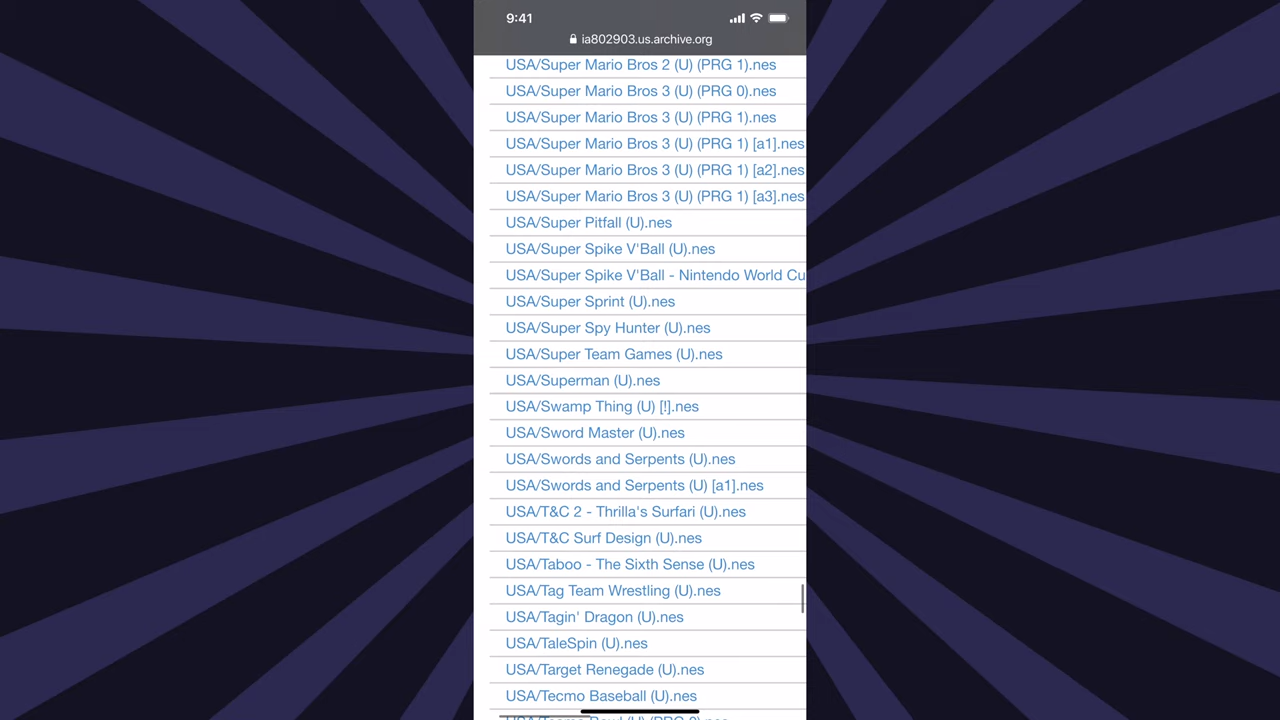 9:41
ia802903.us.archive.org
USA/Super Mario Bros 2 (U) (PRG 1).nes
USA/Super Mario Bros 3 (U) (PRG 0).nes
USA/Super Mario Bros 3 (U) (PRG 1).nes
USA/Super Mario Bros 3 (U) (PRG 1) [a1].nes
USA/Super Mario Bros 3 (U) (PRG 1) [a2].nes
USA/Super Mario Bros 3 (U) (PRG 1) [a3].nes
USA/Super Pitfall (U).nes
USA/Super Spike V'Ball (U).nes
USA/Super Spike V'Ball - Nintendo World Cu
USA/Super Sprint (U).nes
USA/Super Spy Hunter (U).nes
USA/Super Team Games (U).nes
USA/Superman (U).nes
USA/Swamp Thing (U) [!].nes
USA/Sword Master (U).nes
USA/Swords and Serpents (U).nes
USA/Swords and Serpents (U) [a1].nes
USA/T&C 2 - Thrilla's Surfari (U).nes
USA/T&C Surf Design (U).nes
USA/Taboo - The Sixth Sense (U).nes
USA/Tag Team Wrestling (U).nes
USA/Tagin' Dragon (U).nes
USA/TaleSpin (U).nes
USA/Target Renegade (U).nes
USA/Tecmo Baseball (U).nes